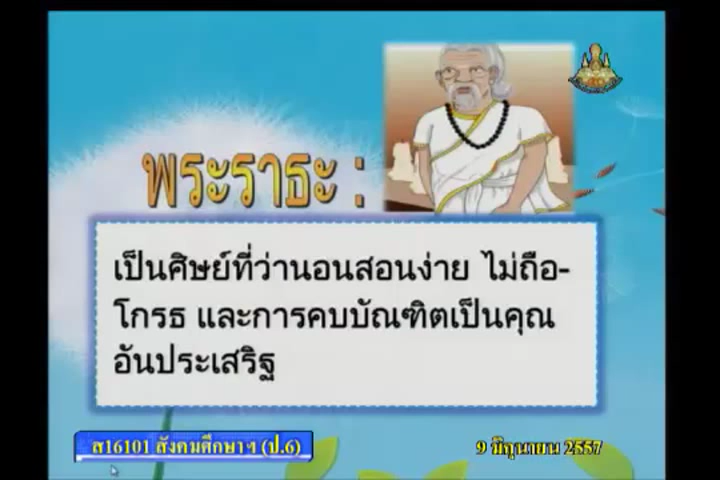 พระราธะ :
เป็นศิษย์ที่ว่านอนสอนง่าย ไม่ถือ-
โกรธ และการคบบัณฑิตเป็นคุณ
อันประเสริฐ
ส16101 สังคมศึกษาฯ (ป.6)
9 มิถุนายน 2557